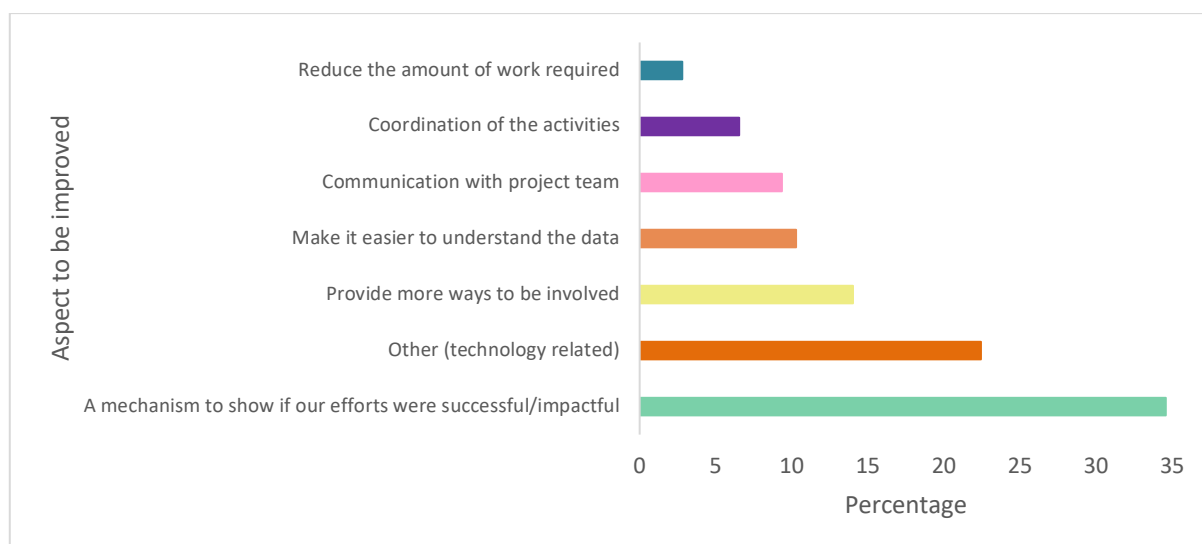 Aspect to be improved
Reduce the amount of work required
Coordination of the activities
Communication with project team
Make it easier to understand the data
Provide more ways to be involved
Other (technology related)
A mechanism to show if our efforts were successful/impactful
0 5 10 15 20 25 30 35
Percentage